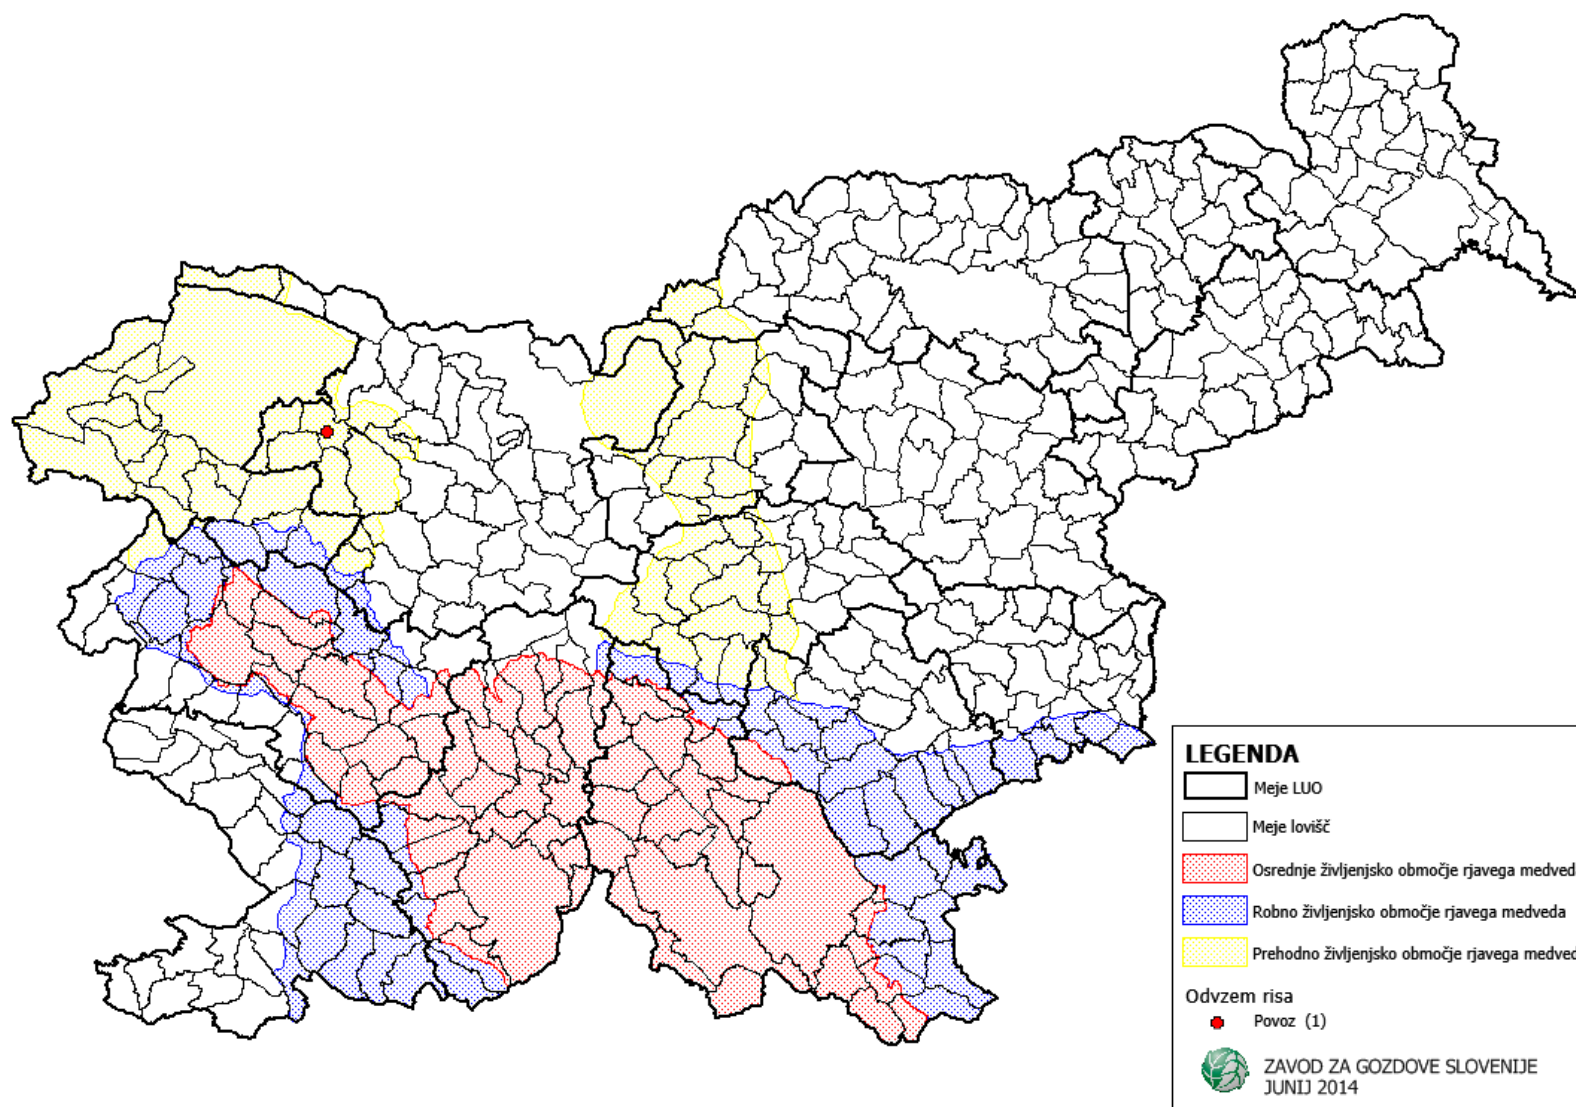 LEGENDA
Meje LUO
Meje lovišč
Osrednje življenjsko območje rjavega medved
Robno življenjsko območje rjavega medveda
Prehodno življenjsko območje rjavega medved
Odvzem risa
Povoz (1)
ZAVOD ZA GOZDOVE SLOVENIJE
JUNIJ 2014